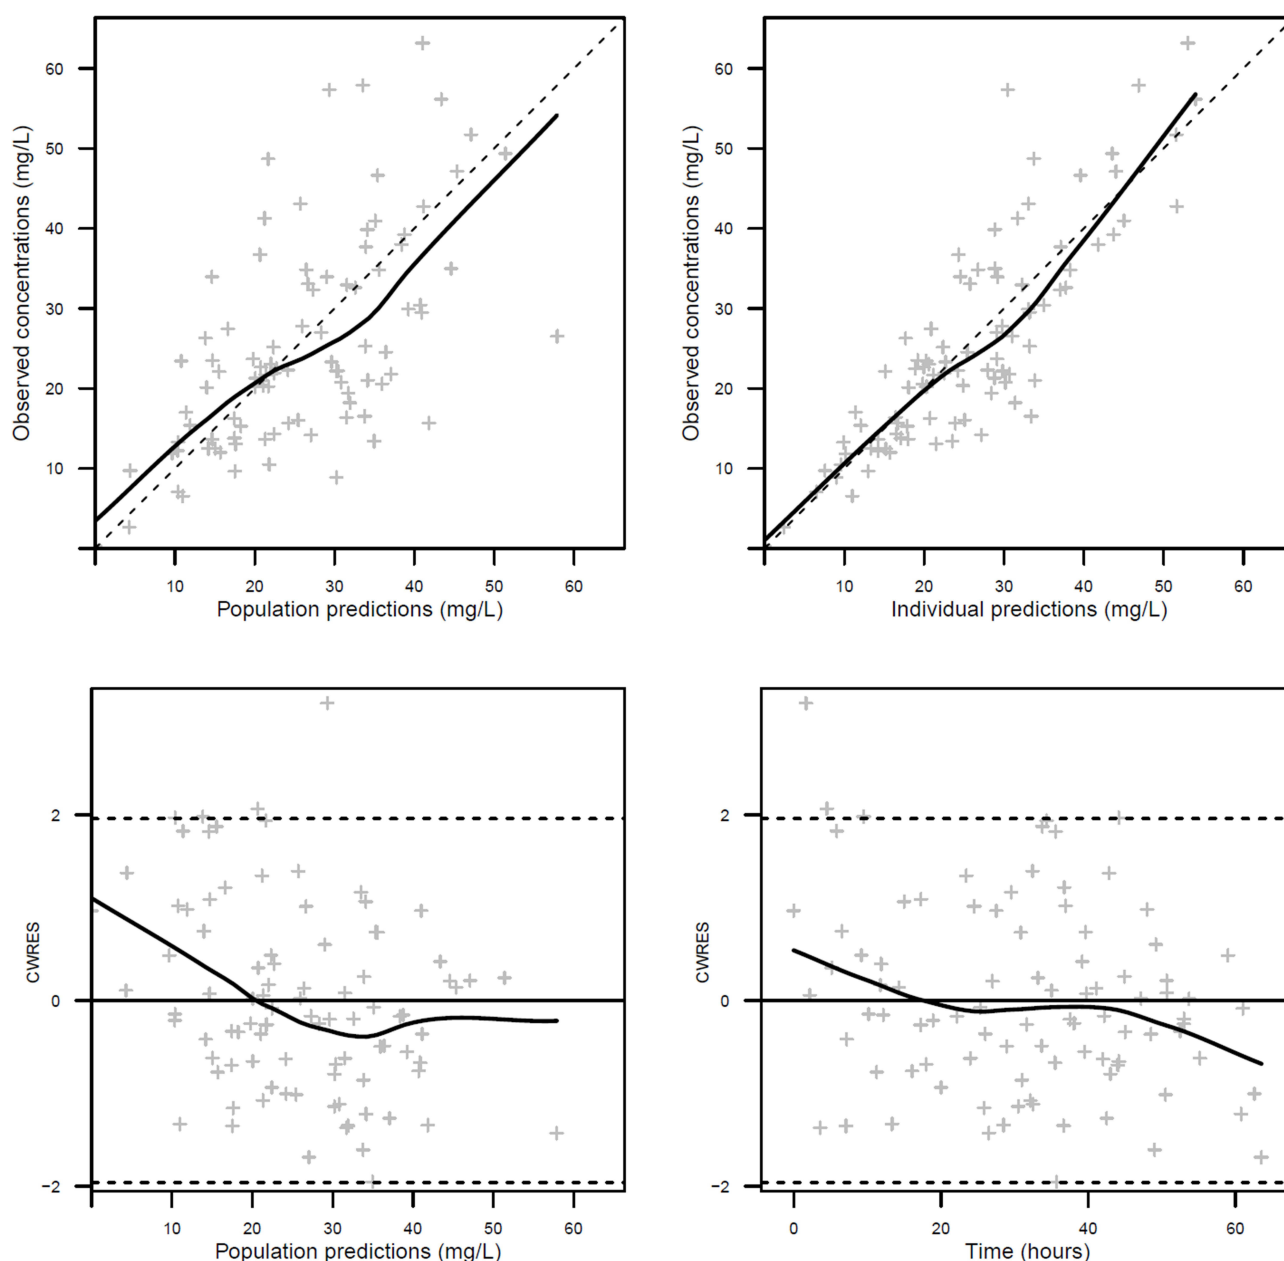 Observed concentrations (mg/L)
60
50
40
30
20
10
10 20 30 40 50 60
Population predictions (mg/L)
Observed concentrations (mg/L)
60
50
40
30
20
10
10 20 30 40 50 60
Individual predictions (mg/L)
CWRES
2
0
−2
10 20 30 40 50 60
Population predictions (mg/L)
CWRES
2
0
−2
0 20 40 60
Time (hours)